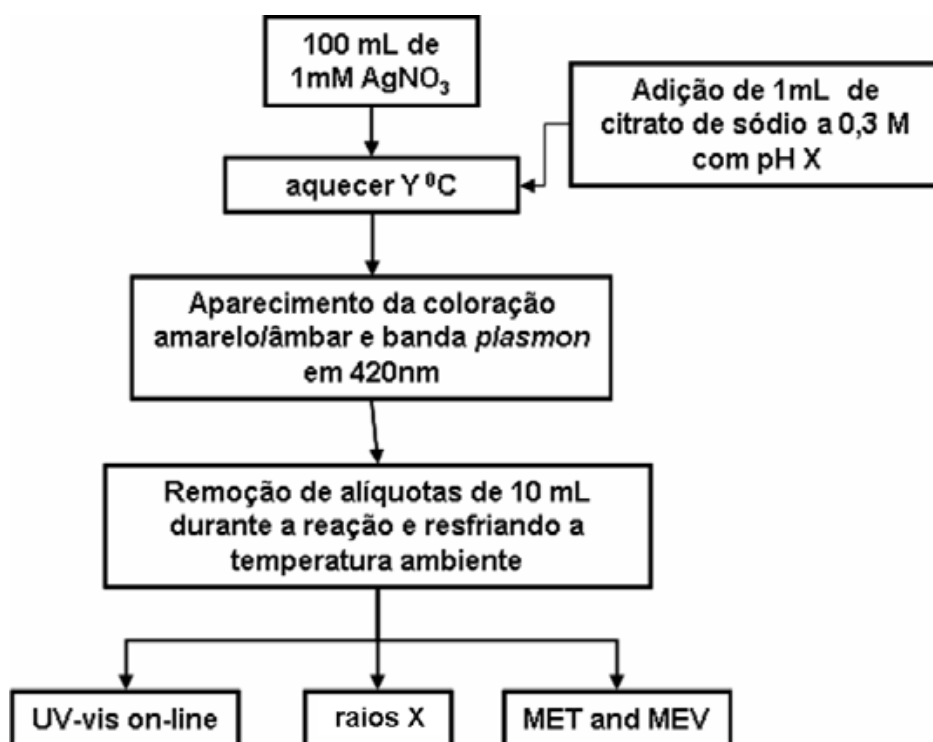 100 mL de
1mM AgNO₃
Adição de 1mL de
citrato de sódio a 0,3 M
com pH X
aquecer Y ⁰C
Aparecimento da coloração
amarelo/âmbar e banda plasmon
em 420nm
Remoção de alíquotas de 10 mL
durante a reação e resfriando a
temperatura ambiente
UV-vis on-line
raios X
MET and MEV